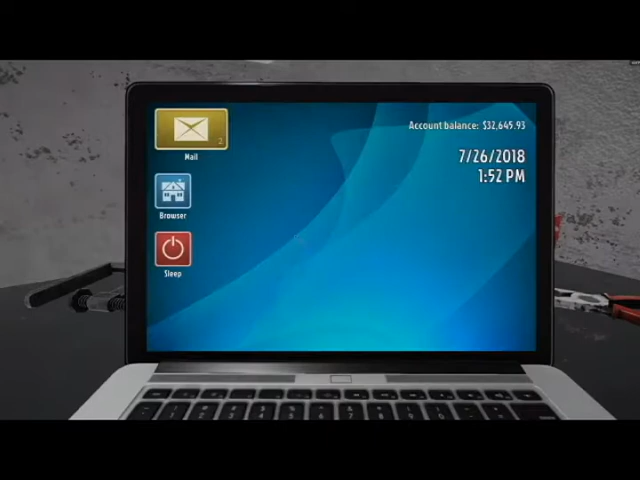 Account balance: $32,645.93
7/26/2018
1:52 PM
2
Mail
Browser
Sleep